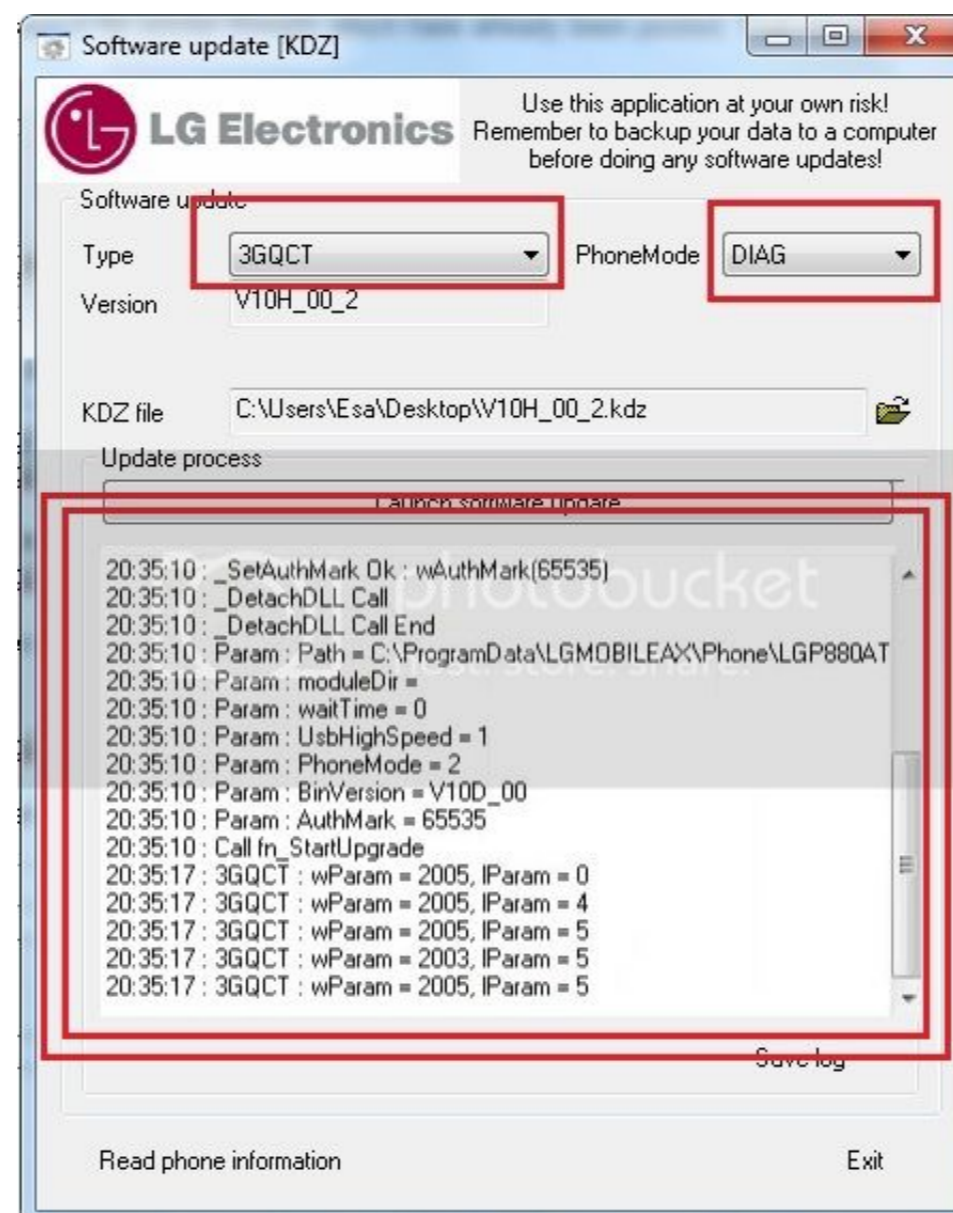 Software update [KDZ]
LG Electronics
Use this application at your own risk!
Remember to backup your data to a computer
before doing any software updates!
Software update
Type
3GQCT
PhoneMode
DIAG
Version
V10H_00_2
KDZ file
C:\Users\Esa\Desktop\V10H_00_2.kdz
Update process
Launch software update
20:35:10 : _SetAuthMark Ok : wAuthMark(65535)
20:35:10 : _DetachDLL Call
20:35:10 : _DetachDLL Call End
20:35:10 : Param : Path = C:\ProgramData\LGMOBILEAX\Phone\LGP880AT
20:35:10 : Param : moduleDir =
20:35:10 : Param : waitTime = 0
20:35:10 : Param : UsbHighSpeed = 1
20:35:10 : Param : PhoneMode = 2
20:35:10 : Param : BinVersion = V10D_00
20:35:10 : Param : AuthMark = 65535
20:35:10 : Call fn_StartUpgrade
20:35:17 : 3GQCT : wParam = 2005, lParam = 0
20:35:17 : 3GQCT : wParam = 2005, lParam = 4
20:35:17 : 3GQCT : wParam = 2005, lParam = 5
20:35:17 : 3GQCT : wParam = 2003, lParam = 5
20:35:17 : 3GQCT : wParam = 2005, lParam = 5
photobucket
host. store. share.
Save log
Read phone information
Exit